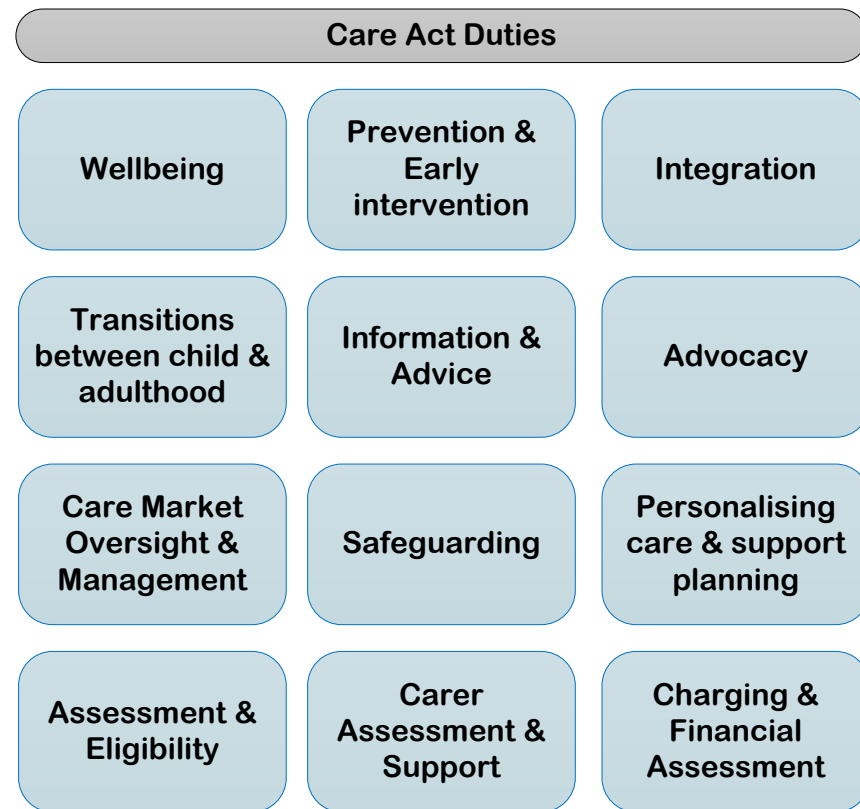 Care Act Duties
Wellbeing
Prevention &
Early
intervention
Integration
Transitions
between child &
adulthood
Information &
Advice
Advocacy
Care Market
Oversight &
Management
Safeguarding
Personalising
care & support
planning
Assessment &
Eligibility
Carer
Assessment &
Support
Charging &
Financial
Assessment